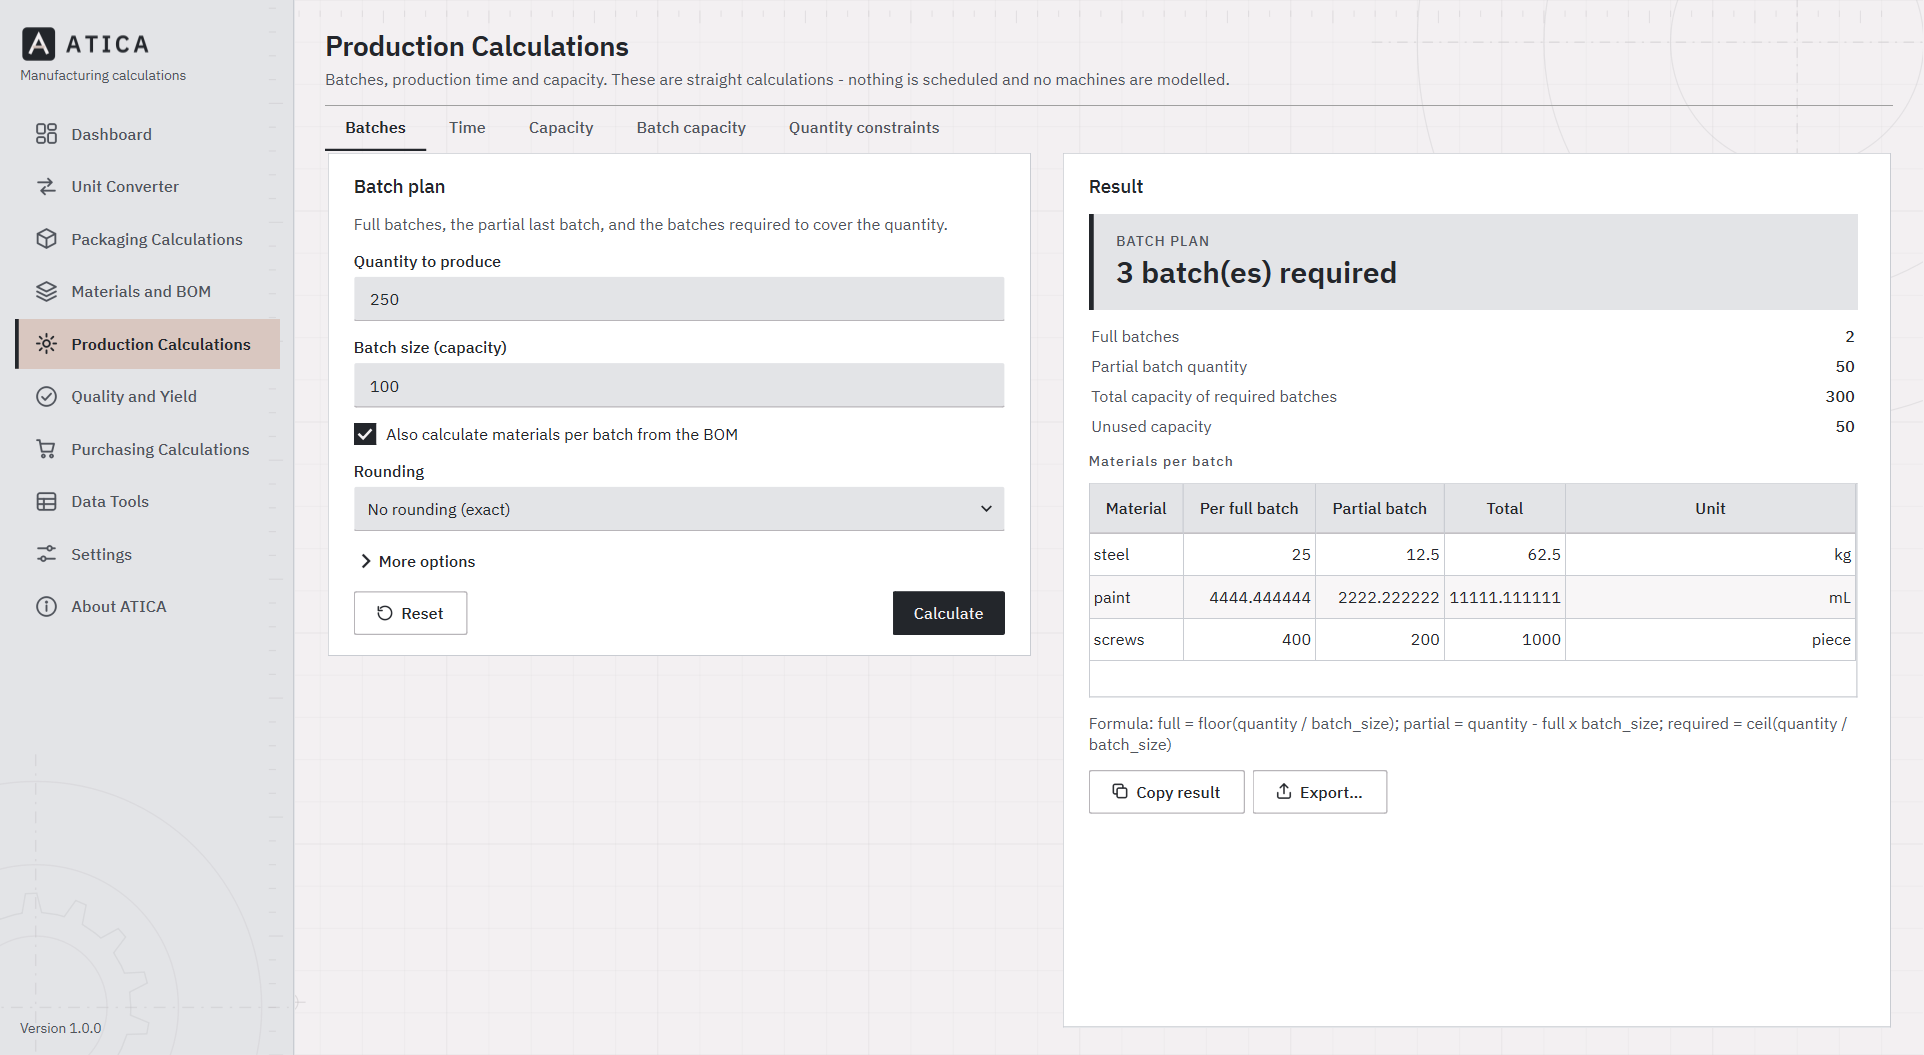 ATICA
Manufacturing calculations
Dashboard
Unit Converter
Packaging Calculations
Materials and BOM
Production Calculations
Quality and Yield
Purchasing Calculations
Data Tools
Settings
About ATICA
Version 1.0.0
Production Calculations
Batches, production time and capacity. These are straight calculations - nothing is scheduled and no machines are modelled.
Batches Time Capacity Batch capacity Quantity constraints
Batch plan
Full batches, the partial last batch, and the batches required to cover the quantity.
Quantity to produce
250
Batch size (capacity)
100
Also calculate materials per batch from the BOM
Rounding
No rounding (exact)
More options
Reset Calculate
Result
BATCH PLAN
3 batch(es) required
Full batches 2
Partial batch quantity 50
Total capacity of required batches 300
Unused capacity 50
Materials per batch
Material Per full batch Partial batch Total Unit
steel 25 12.5 62.5 kg
paint 4444.444444 2222.222222 11111.111111 mL
screws 400 200 1000 piece
Formula: full = floor(quantity / batch_size); partial = quantity - full x batch_size; required = ceil(quantity /
batch_size)
Copy result Export...